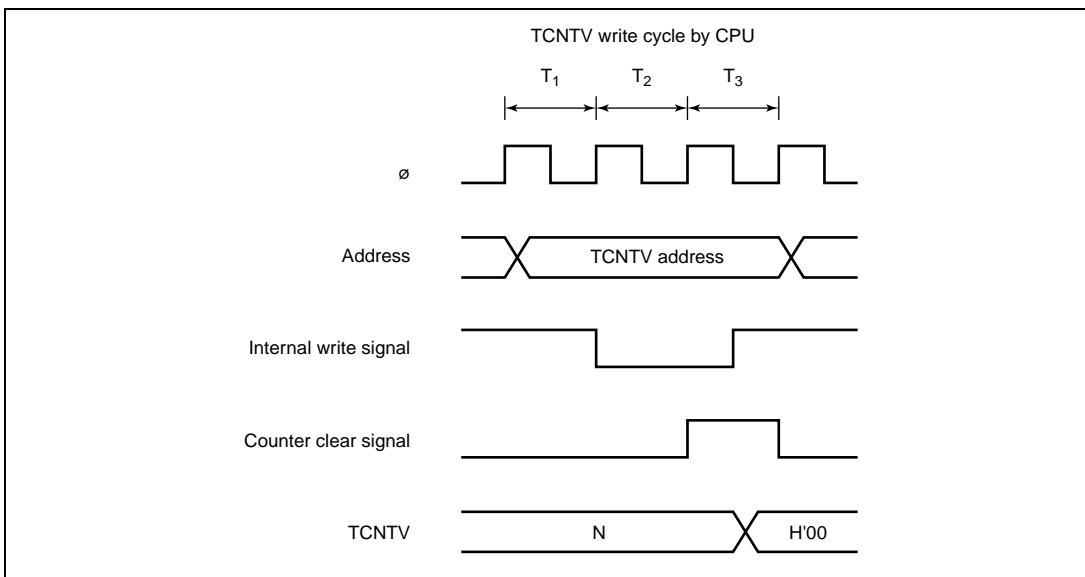 TCNTV write cycle by CPU
T1 T2 T3
ø
Address TCNTV address
Internal write signal
Counter clear signal
TCNTV N H'00